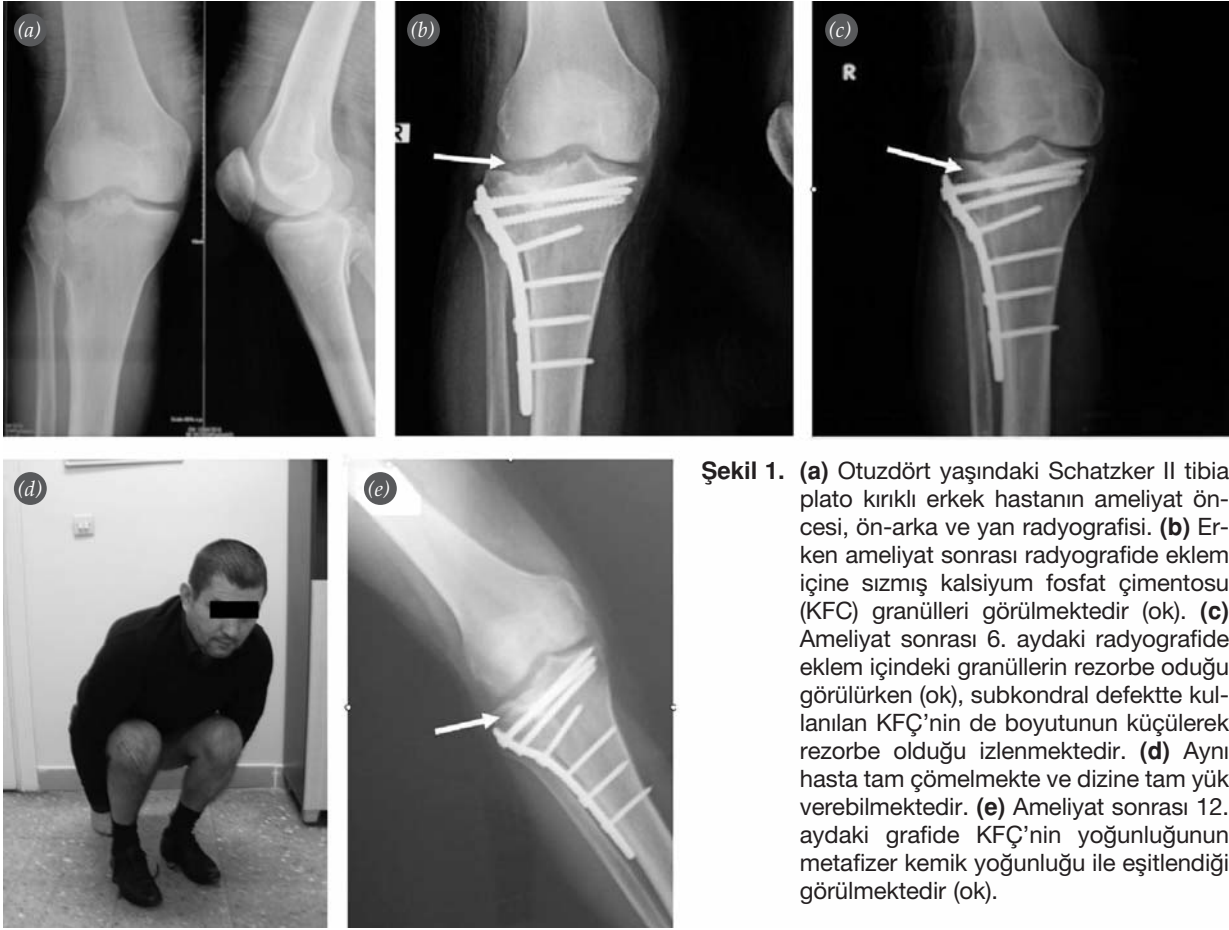 (a)
(b)
R
(c)
R
(d)
(e)
Şekil 1. (a) Otuzdört yaşındaki Schatzker II tibia
plato kırıklı erkek hastanın ameliyat ön-
cesi, ön-arka ve yan radyografisi. (b) Er-
ken ameliyat sonrası radyografide eklem
içine sızmış kalsiyum fosfat çimentosu
(KFC) granülleri görülmektedir (ok). (c)
Ameliyat sonrası 6. aydaki radyografide
eklem içindeki granüllerin rezorbe oduğu
görülürken (ok), subkondral defektte kul-
lanılan KFÇ’nin de boyutunun küçülerek
rezorbe olduğu izlenmektedir. (d) Aynı
hasta tam çömelmekte ve dizine tam yük
verebilmektedir. (e) Ameliyat sonrası 12.
aydaki grafide KFÇ’nin yoğunluğunun
metafizer kemik yoğunluğu ile eşitlendiği
görülmektedir (ok).